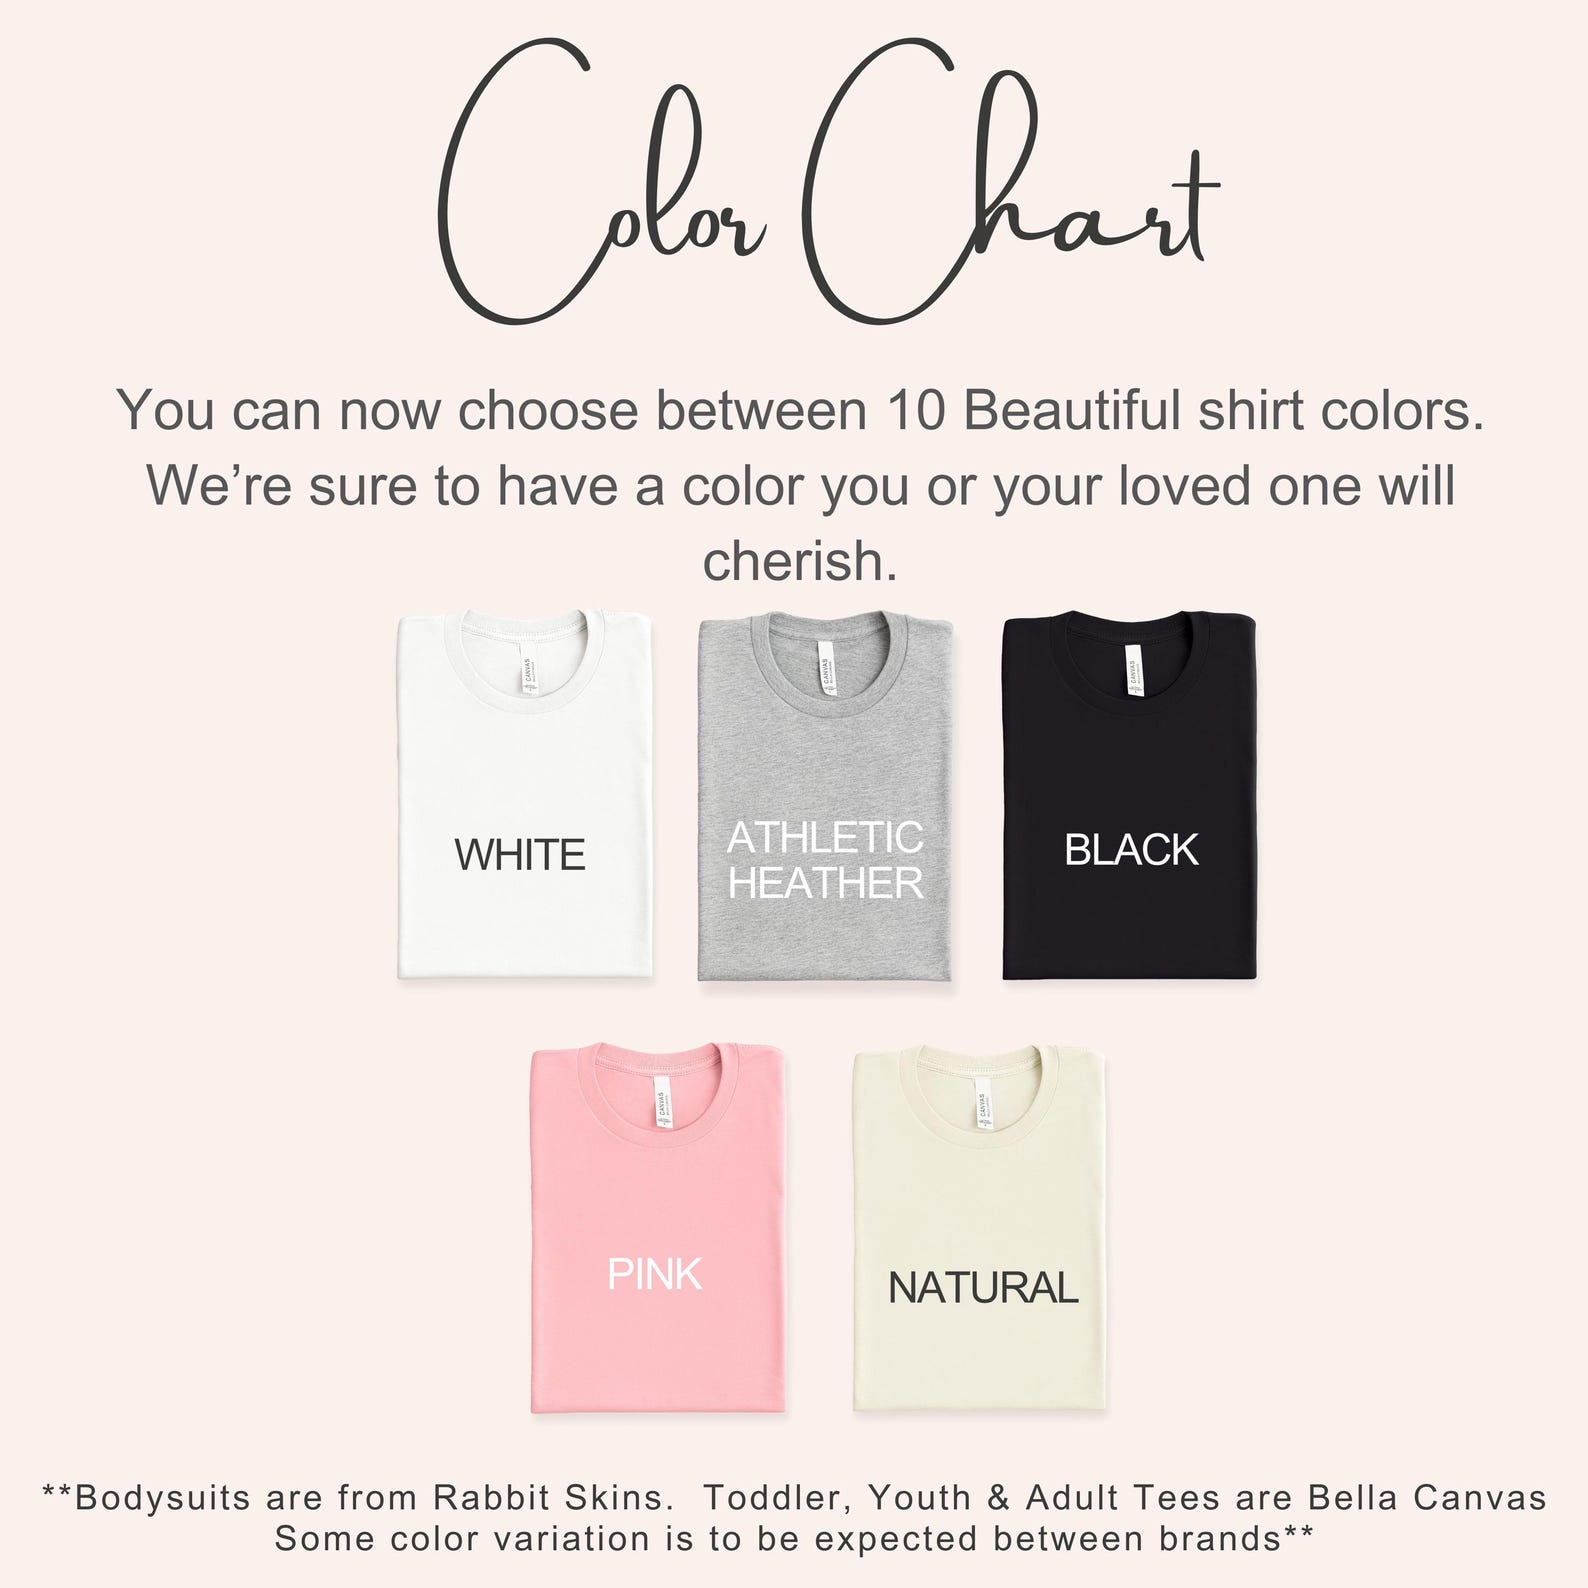 Color Chart
You can now choose between 10 Beautiful shirt colors.
We're sure to have a color you or your loved one will
cherish.
CANVAS
CANVAS
CANVAS
WHITE
ATHLETIC
HEATHER
BLACK
CANVAS
CANVAS
PINK
NATURAL
**Bodysuits are from Rabbit Skins.  Toddler, Youth & Adult Tees are Bella Canvas
Some color variation is to be expected between brands**